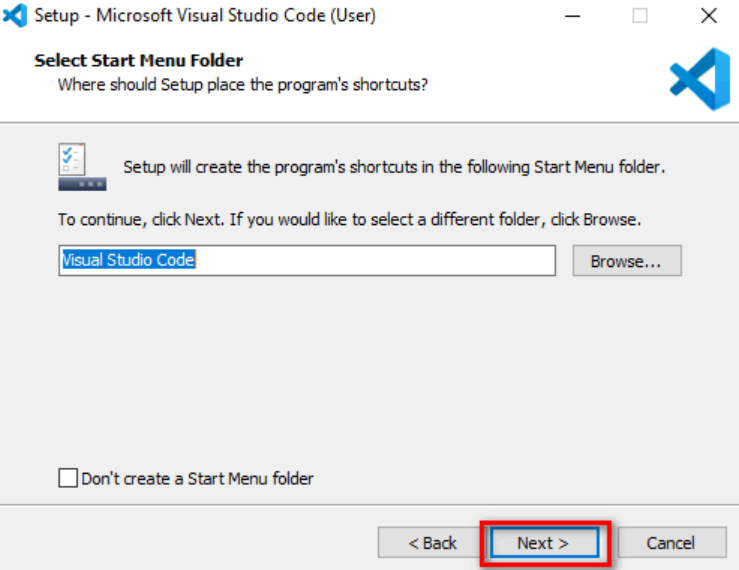 Setup - Microsoft Visual Studio Code (User)
Select Start Menu Folder
Where should Setup place the program's shortcuts?
Setup will create the program's shortcuts in the following Start Menu folder.
To continue, click Next. If you would like to select a different folder, click Browse.
Visual Studio Code
Browse...
Don't create a Start Menu folder
< Back
Next >
Cancel